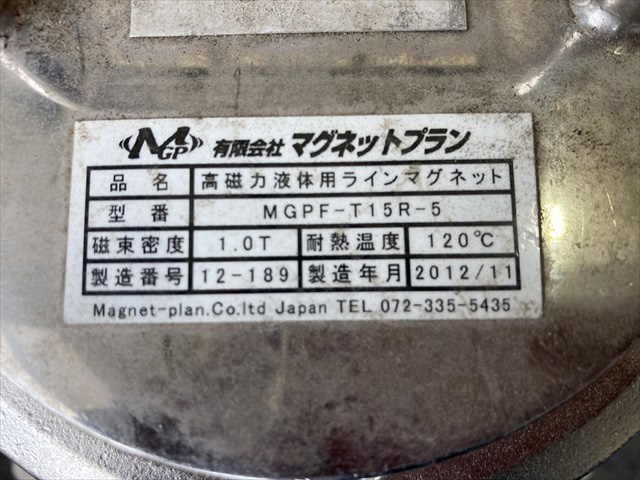 MGP 有限会社 マグネットプラン
品名 高磁力液体用ラインマグネット
型番 MGPF-T15R-5
磁束密度 1.0T 耐熱温度 120℃
製造番号 12-189 製造年月 2012/11
Magnet-plan.Co.ltd Japan TEL 072-335-5435